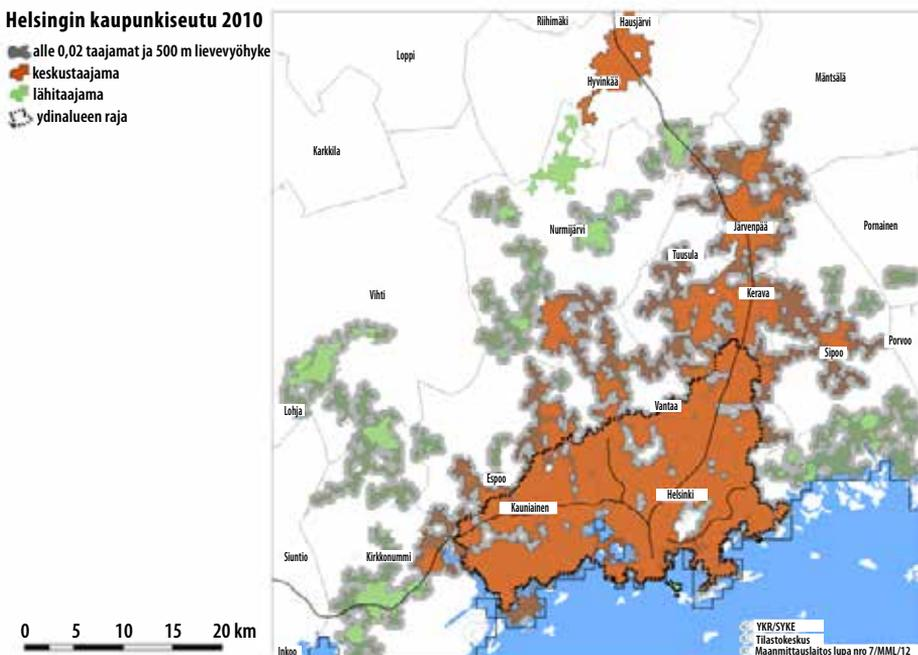 Helsingin kaupunkiseutu 2010
alle 0,02 taajamat ja 500 m lievevyöhyke
keskustaajama
lähitaajama
ydinalueen raja
Riihimäki
Hausjärvi
Loppi
Hyvinkää
Mäntsälä
Karkkila
Nurmijärvi
Järvenpää
Pornainen
Tuusula
Vihti
Kerava
Porvoo
Sipoo
Lohja
Vantaa
Espoo
Helsinki
Kauniainen
Siuntio
Kirkkonummi
0 5 10 15 20 km
Inkoo
YKR/SYKE
Tilastokeskus
Maanmittauslaitos lupa nro 7/MML/12